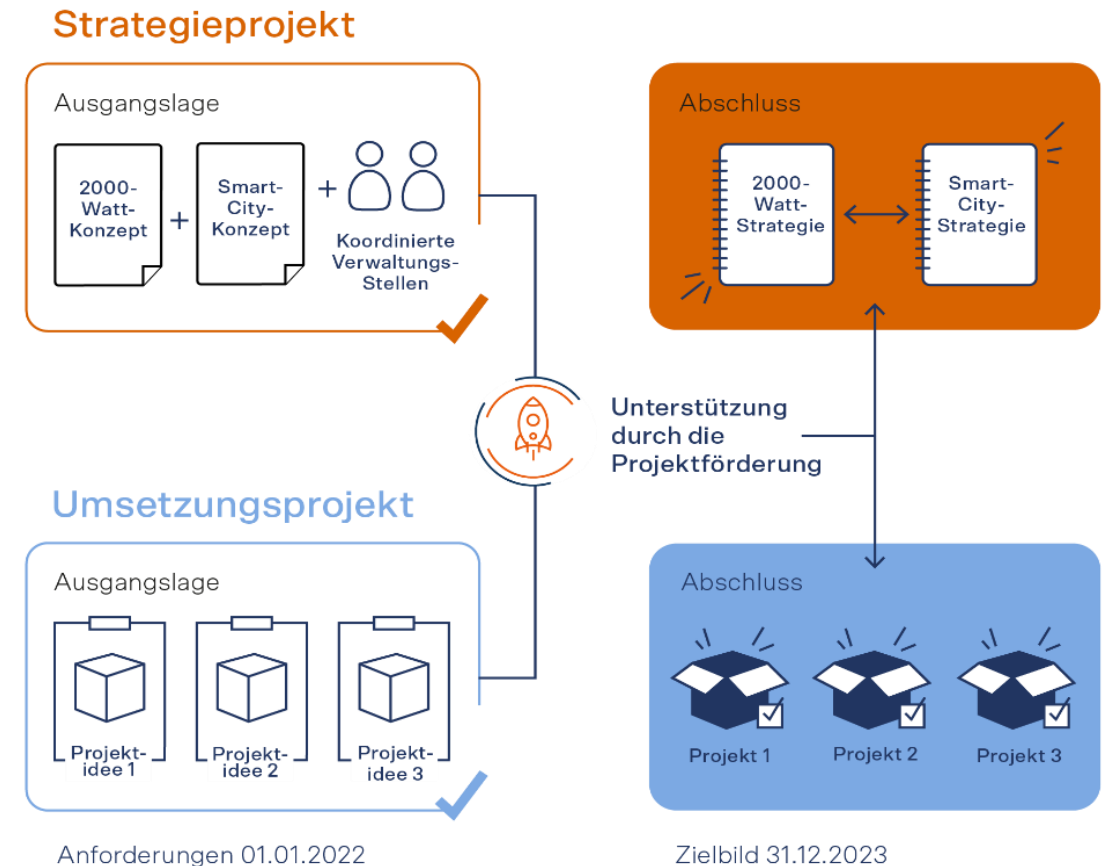 Strategieprojekt
Ausgangslage
2000-
Watt-
Konzept
+
Smart-
City-
Konzept
+
Koordinierte
Verwaltungs-
Stellen
Abschluss
2000-
Watt-
Strategie
Smart-
City-
Strategie
Unterstützung
durch die
Projektförderung
Umsetzungsprojekt
Ausgangslage
Projekt-
idee 1
Projekt-
idee 2
Projekt-
idee 3
Abschluss
Projekt 1
Projekt 2
Projekt 3
Anforderungen 01.01.2022
Zielbild 31.12.2023